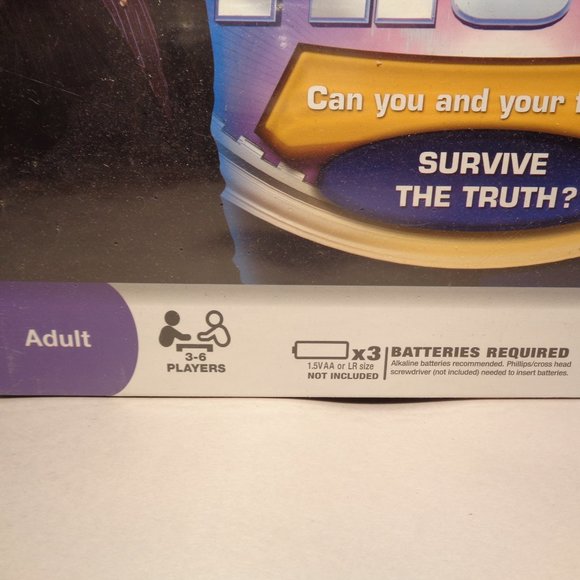 Can you and your
SURVIVE
THE TRUTH?
Adult
3-6
PLAYERS
x3
1.5V AA or LR size
NOT INCLUDED
BATTERIES REQUIRED
Alkaline batteries recommended. Phillips/cross head
screwdriver (not included) needed to insert batteries.